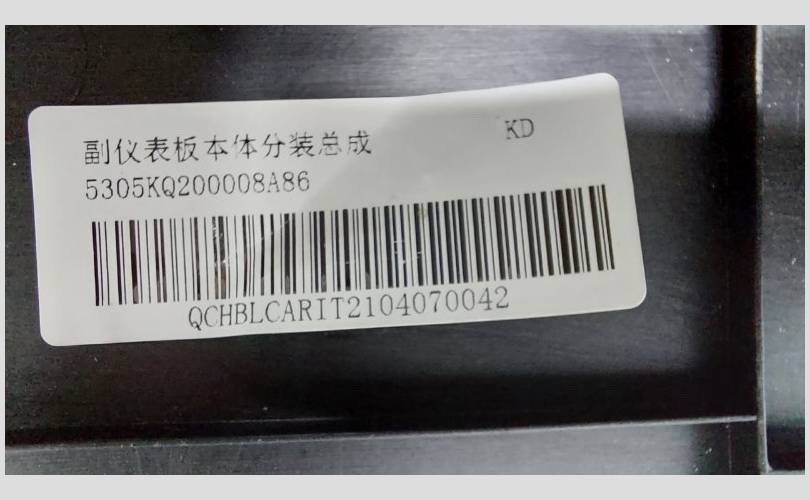 副仪表板本体分装总成 KD
5305KQ200008A86
QCHBLCARIT2104070042